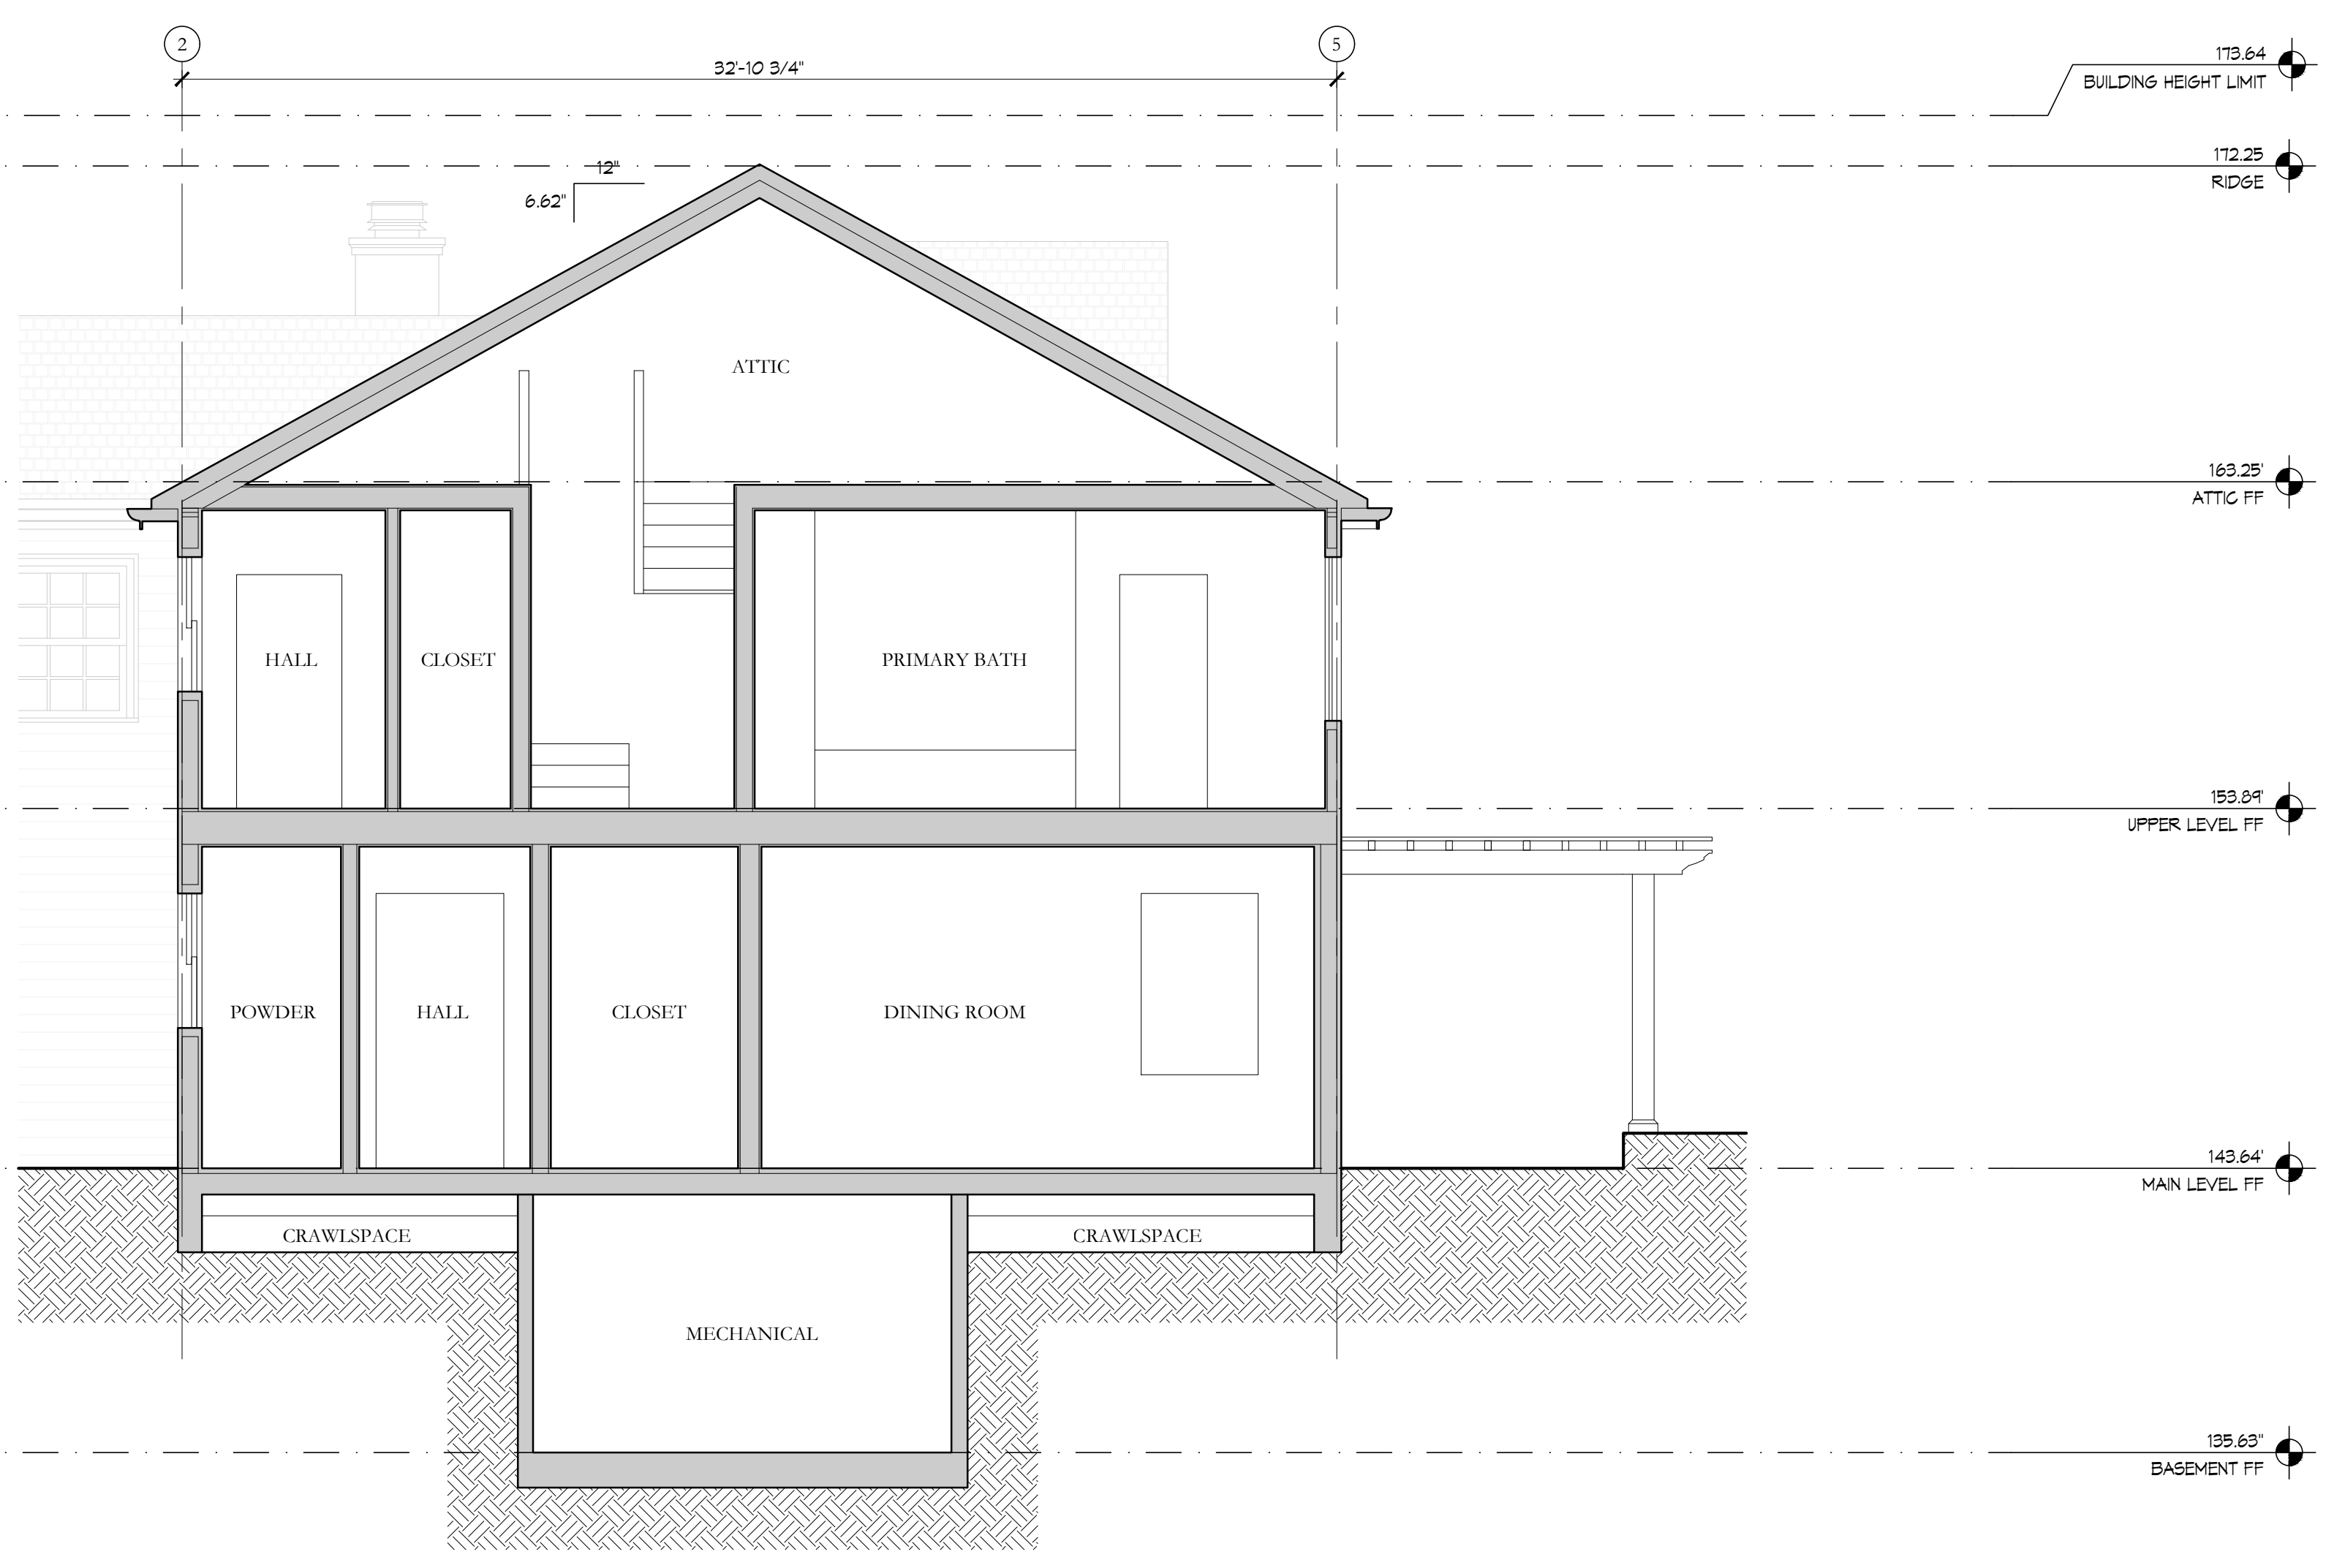 2
5
32'-10 3/4"
173.64
BUILDING HEIGHT LIMIT
172.25
RIDGE
12"
6.62"
ATTIC
163.25'
ATTIC FF
HALL
CLOSET
PRIMARY BATH
153.89'
UPPER LEVEL FF
POWDER
HALL
CLOSET
DINING ROOM
143.64'
MAIN LEVEL FF
CRAWLSPACE
CRAWLSPACE
MECHANICAL
135.63"
BASEMENT FF